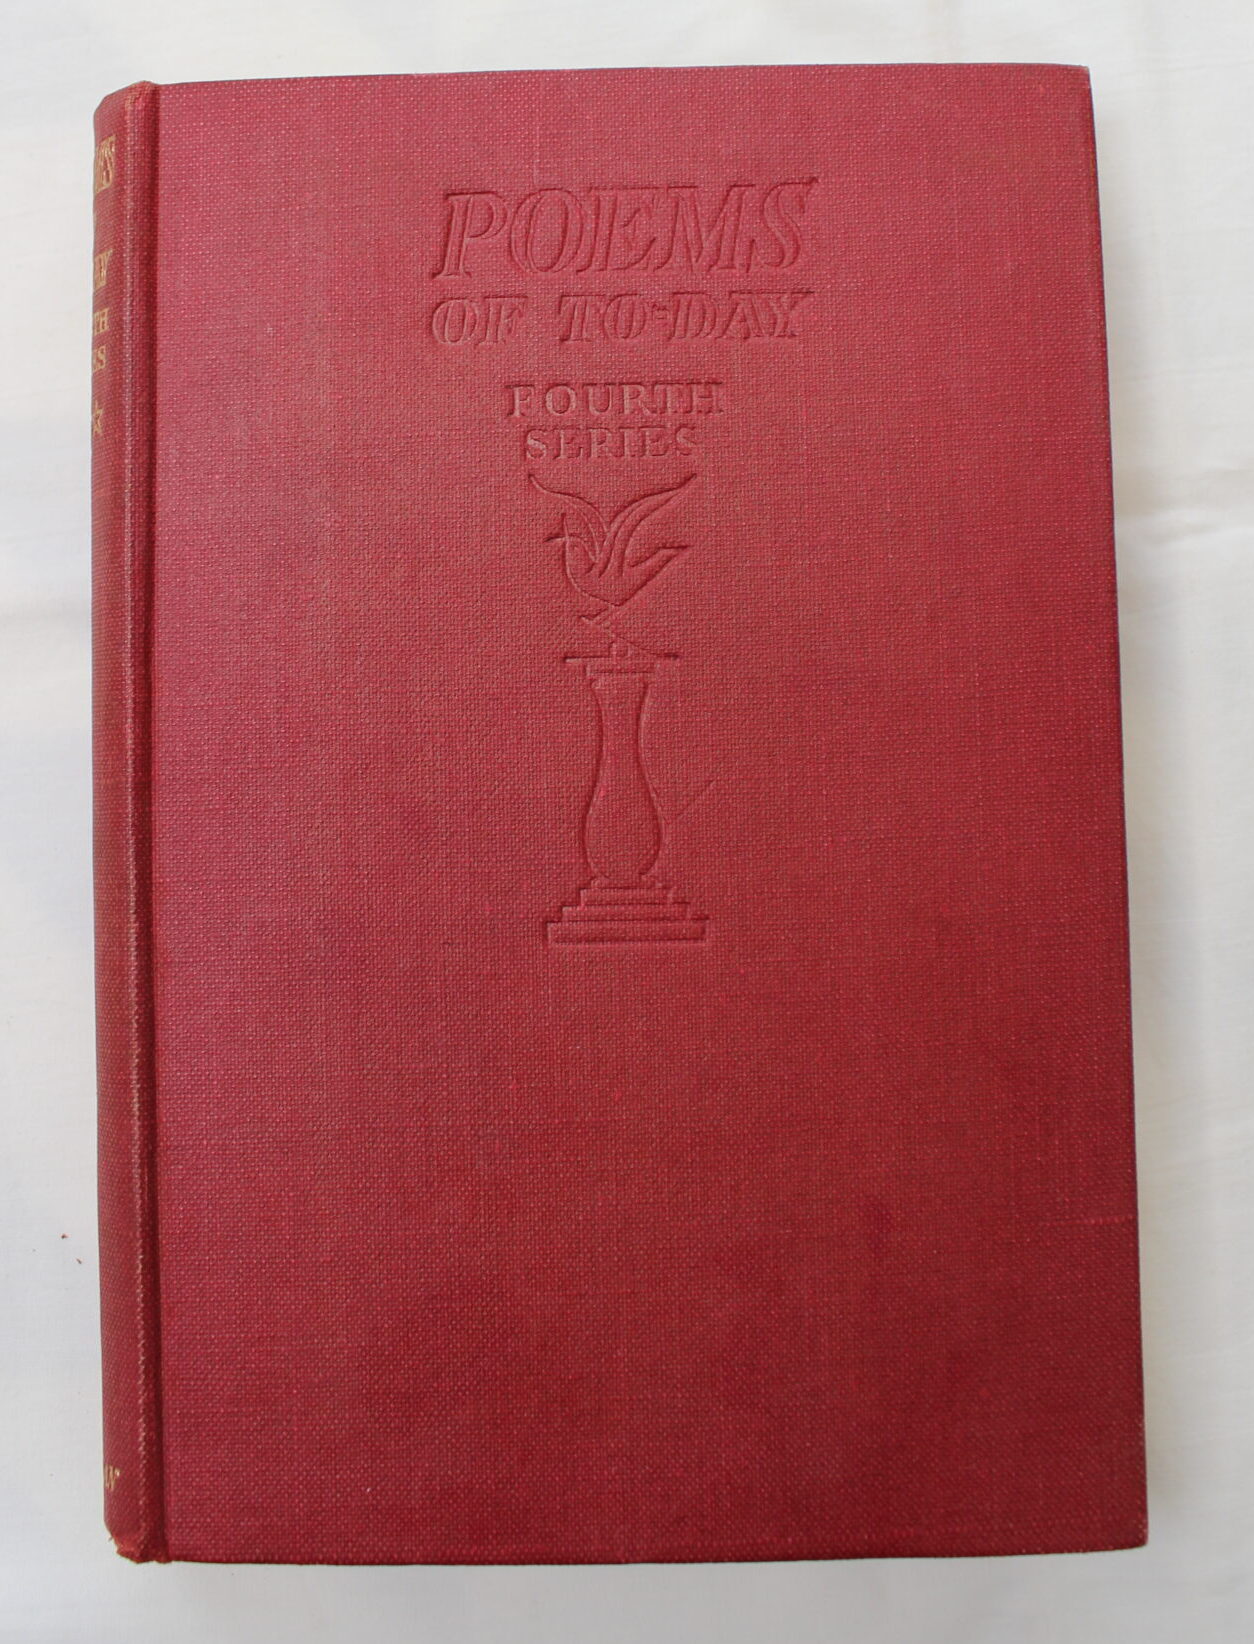 POEMS
OF TO-DAY
FOURTH
SERIES